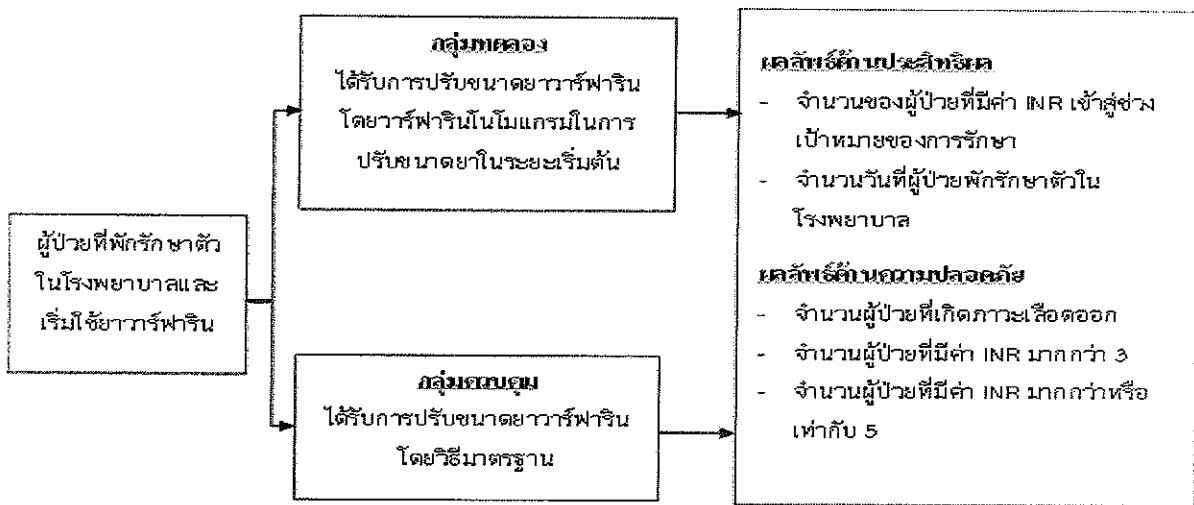 ผู้ป่วยที่พักรักษาตัว
ในโรงพยาบาลและ
เริ่มใช้ยาวาร์ฟาริน
กลุ่มทดลอง
ได้รับการปรับขนาดยาวาร์ฟาริน
โดยวาร์ฟารินโนโมแกรมในการ
ปรับขนาดยาในระยะเริ่มต้น
กลุ่มควบคุม
ได้รับการปรับขนาดยาวาร์ฟาริน
โดยวิธีมาตรฐาน
ผลลัพธ์ด้านประสิทธิผล
- จำนวนของผู้ป่วยที่มีค่า INR เข้าสู่ช่วง
เป้าหมายของการรักษา
- จำนวนวันที่ผู้ป่วยพักรักษาตัวใน
โรงพยาบาล
ผลลัพธ์ด้านความปลอดภัย
- จำนวนผู้ป่วยที่เกิดภาวะเลือดออก
- จำนวนผู้ป่วยที่มีค่า INR มากกว่า 3
- จำนวนผู้ป่วยที่มีค่า INR มากกว่าหรือ
เท่ากับ 5